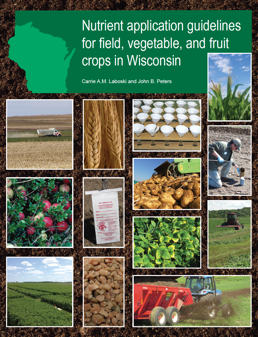 Nutrient application guidelines
for field, vegetable, and fruit
crops in Wisconsin
Carrie A.M. Laboski and John B. Peters